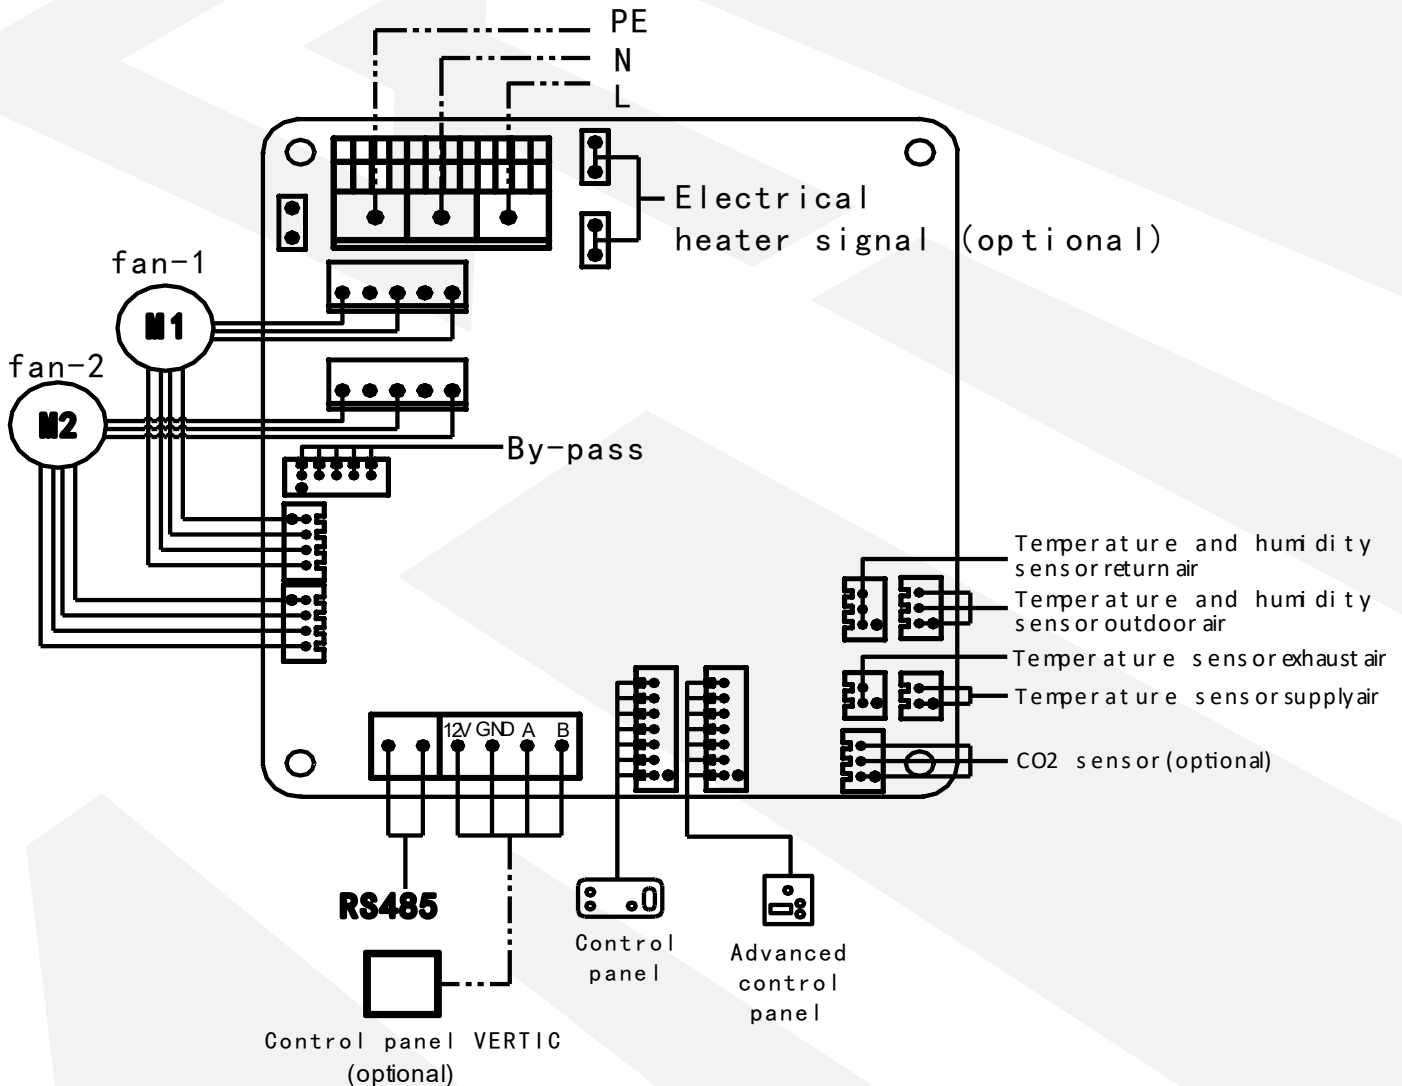 PE
N
L
Electrical
heater signal (optional)
fan-1
M1
fan-2
M2
By-pass
Temperature and humidity
sensor return air
Temperature and humidity
sensor outdoor air
Temperature sensor exhaust air
Temperature sensor supply air
CO2 sensor (optional)
12V GND A B
RS485
Control
panel
Advanced
control
panel
Control panel VERTIC
(optional)